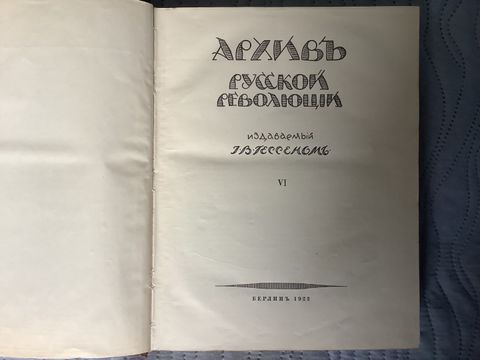 АРХИВЪ
РУССКОЙ
РЕВОЛЮЦІИ
ИЗДАВАЕМЫЙ
І.В.ГЕССЕНОМЪ
VI
БЕРЛИНЪ 1922